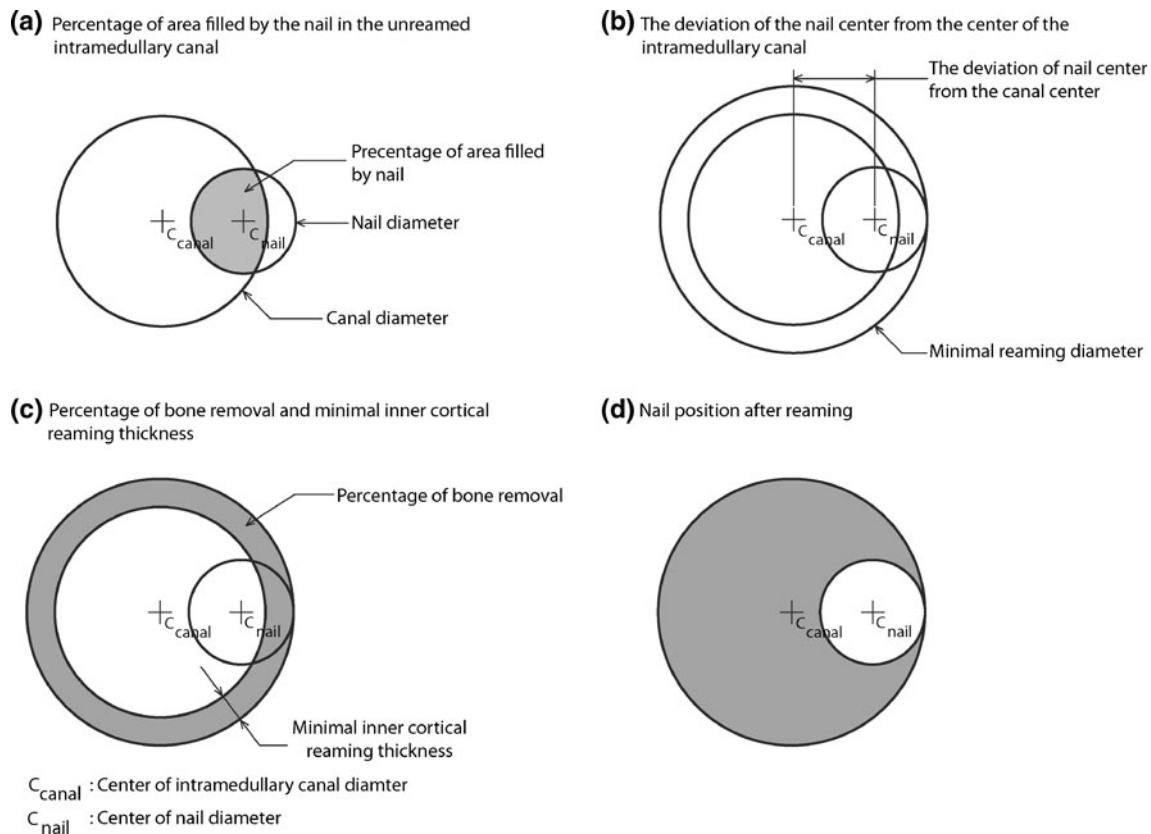 (a) Percentage of area filled by the nail in the unreamed
intramedullary canal
Precentage of area filled
by nail
Nail diameter
C canal
C nail
Canal diameter
(b) The deviation of the nail center from the center of the
intramedullary canal
The deviation of nail center
from the canal center
C canal
C nail
Minimal reaming diameter
(c) Percentage of bone removal and minimal inner cortical
reaming thickness
Percentage of bone removal
C canal
C nail
Minimal inner cortical
reaming thickness
(d) Nail position after reaming
C canal
C nail
C canal : Center of intramedullary canal diamter
C nail : Center of nail diameter